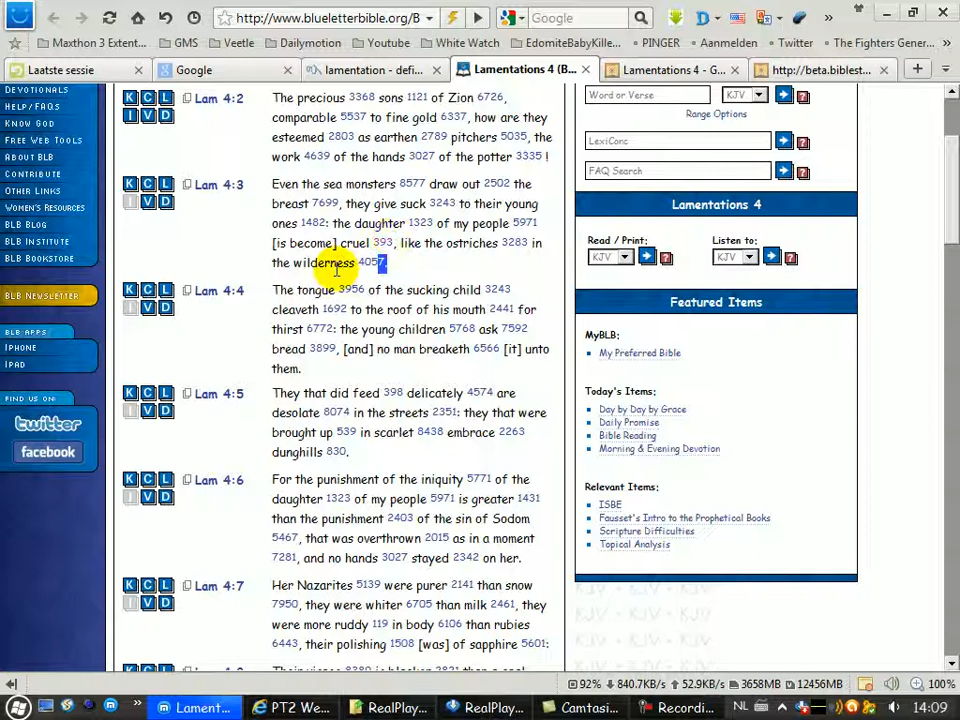 http://www.blueletterbible.org/B
Google
Maxthon 3 Extent...
GMS
Veetle
Dailymotion
Youtube
White Watch
EdomiteBabyKille...
PINGER
Aanmelden
Twitter
The Fighters Gener...
Laatste sessie
Google
lamentation - defi...
Lamentations 4 (B...
Lamentations 4 - G...
http://beta.biblest...
DEVOTIONALS
HELP/FAQS
KNOW GOD
FREE WEB TOOLS
ABOUT BLB
CONTRIBUTE
OTHER LINKS
WOMEN'S RESOURCES
BLB BLOG
BLB INSTITUTE
BLB BOOKSTORE
BLB NEWSLETTER
BLB APPS
IPHONE
IPAD
FIND US ON:
twitter
facebook
K C L Lam 4:2
I V D
The precious 3368 sons 1121 of Zion 6726,
comparable 5537 to fine gold 6337, how are they
esteemed 2803 as earthen 2789 pitchers 5035, the
work 4639 of the hands 3027 of the potter 3335 !
K C L Lam 4:3
I V D
Even the sea monsters 8577 draw out 2502 the
breast 7699, they give suck 3243 to their young
ones 1482: the daughter 1323 of my people 5971
[is become] cruel 393, like the ostriches 3283 in
the wilderness 4057.
K C L Lam 4:4
I V D
The tongue 3956 of the sucking child 3243
cleaveth 1692 to the roof of his mouth 2441 for
thirst 6772: the young children 5768 ask 7592
bread 3899, [and] no man breaketh 6566 [it] unto
them.
K C L Lam 4:5
I V D
They that did feed 398 delicately 4574 are
desolate 8074 in the streets 2351: they that were
brought up 539 in scarlet 8438 embrace 2263
dunghills 830.
K C L Lam 4:6
I V D
For the punishment of the iniquity 5771 of the
daughter 1323 of my people 5971 is greater 1431
than the punishment 2403 of the sin of Sodom
5467, that was overthrown 2015 as in a moment
7281, and no hands 3027 stayed 2342 on her.
K C L Lam 4:7
I V D
Her Nazarites 5139 were purer 2141 than snow
7950, they were whiter 6705 than milk 2461, they
were more ruddy 119 in body 6106 than rubies
6443, their polishing 1508 [was] of sapphire 5601:
Word or Verse
KJV
Range Options
LexiConc
FAQ Search
Lamentations 4
Read / Print:
Listen to:
KJV
KJV
Featured Items
MyBLB:
My Preferred Bible
Today's Items:
Day by Day by Grace
Daily Promise
Bible Reading
Morning & Evening Devotion
Relevant Items:
ISBE
Fausset's Intro to the Prophetical Books
Scripture Difficulties
Topical Analysis
92% 840.7KB/s 52.9KB/s 3658MB 12456MB 100%
Lament...
PT2 We...
RealPlay...
RealPlay...
Camtasi...
Recordi...
NL
14:09